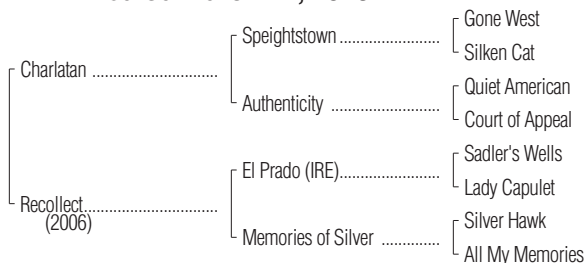 Gone West
Speightstown
Silken Cat
Charlatan
Quiet American
Authenticity
Court of Appeal
Sadler's Wells
El Prado (IRE)
Lady Capulet
Recollect
(2006)
Silver Hawk
Memories of Silver
All My Memories